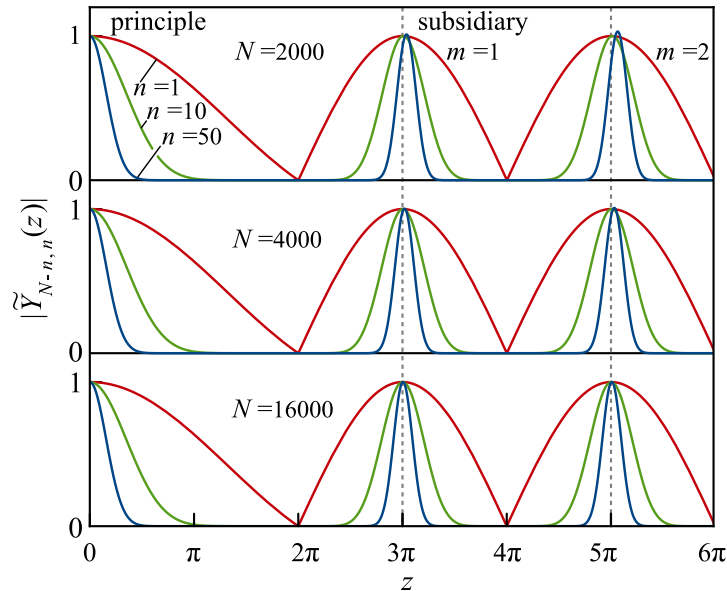 principle
subsidiary
1
N =2000
m =1
m =2
n =1
n =10
n =50
0
1
N =4000
0
1
N =16000
0
|Ỹ_{N-n,n}(z)|
0
π
2π
3π
4π
5π
6π
z